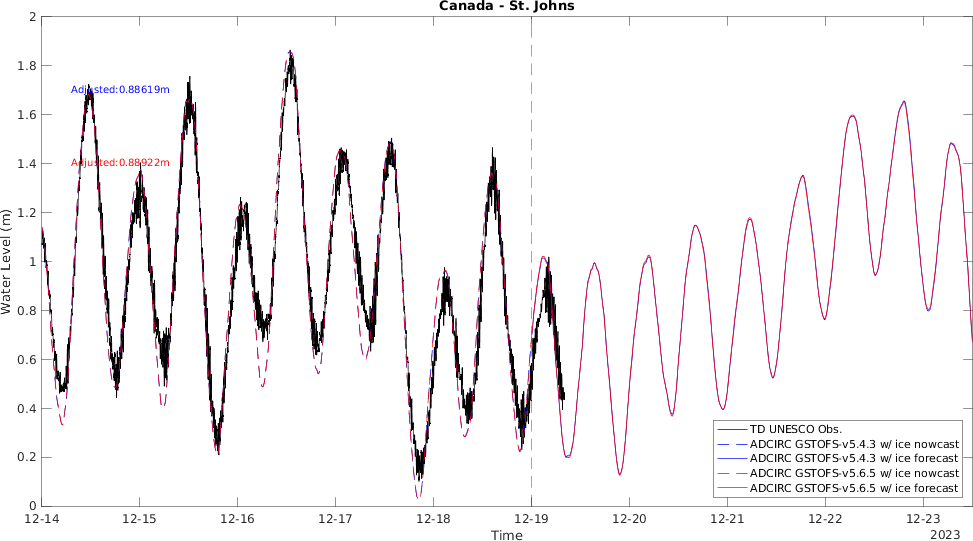 Canada - St. Johns
2
1.8
1.6
1.4
1.2
1
0.8
0.6
0.4
0.2
0
Water Level (m)
Adjusted:0.88619m
Adjusted:0.88922m
TD UNESCO Obs.
ADCIRC GSTOFS-v5.4.3 w/ ice nowcast
ADCIRC GSTOFS-v5.4.3 w/ ice forecast
ADCIRC GSTOFS-v5.6.5 w/ ice nowcast
ADCIRC GSTOFS-v5.6.5 w/ ice forecast
12-14 12-15 12-16 12-17 12-18 12-19 12-20 12-21 12-22 12-23
Time
2023